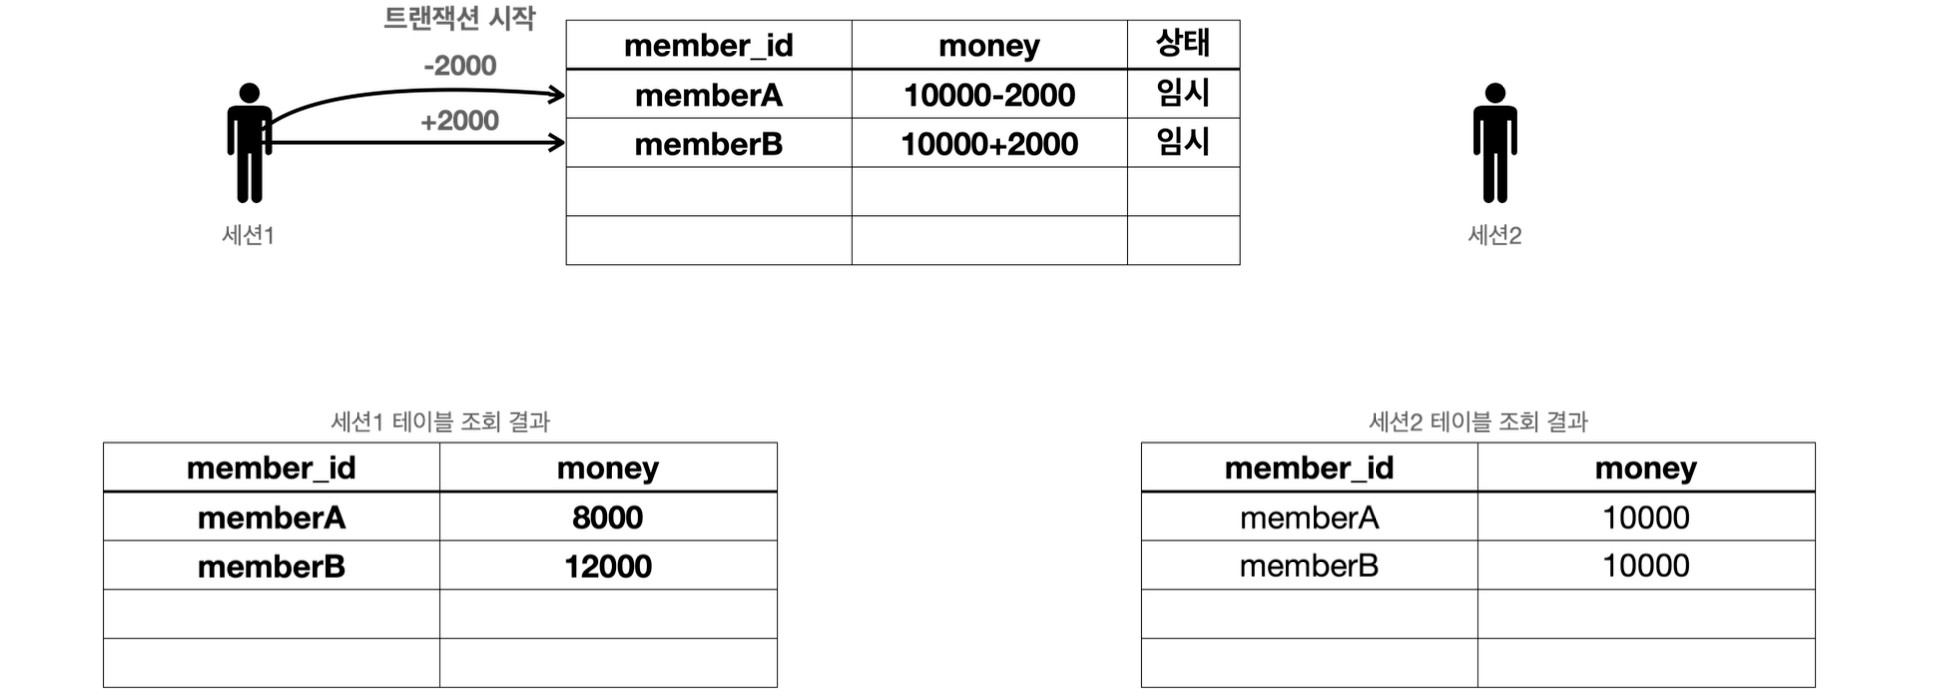 트랜잭션 시작
-2000
+2000
세션1
member_id money 상태
memberA 10000-2000 임시
memberB 10000+2000 임시
세션2
세션1 테이블 조회 결과
member_id money
memberA 8000
memberB 12000
세션2 테이블 조회 결과
member_id money
memberA 10000
memberB 10000